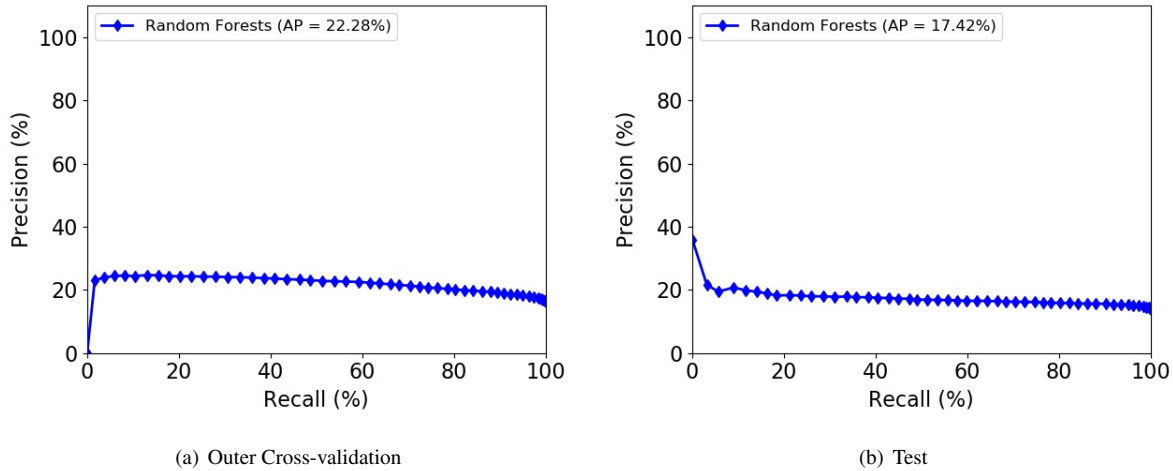 Random Forests (AP = 22.28%)
100
80
60
40
20
0
Precision (%)
0 20 40 60 80 100
Recall (%)
(a) Outer Cross-validation
Random Forests (AP = 17.42%)
100
80
60
40
20
0
Precision (%)
0 20 40 60 80 100
Recall (%)
(b) Test